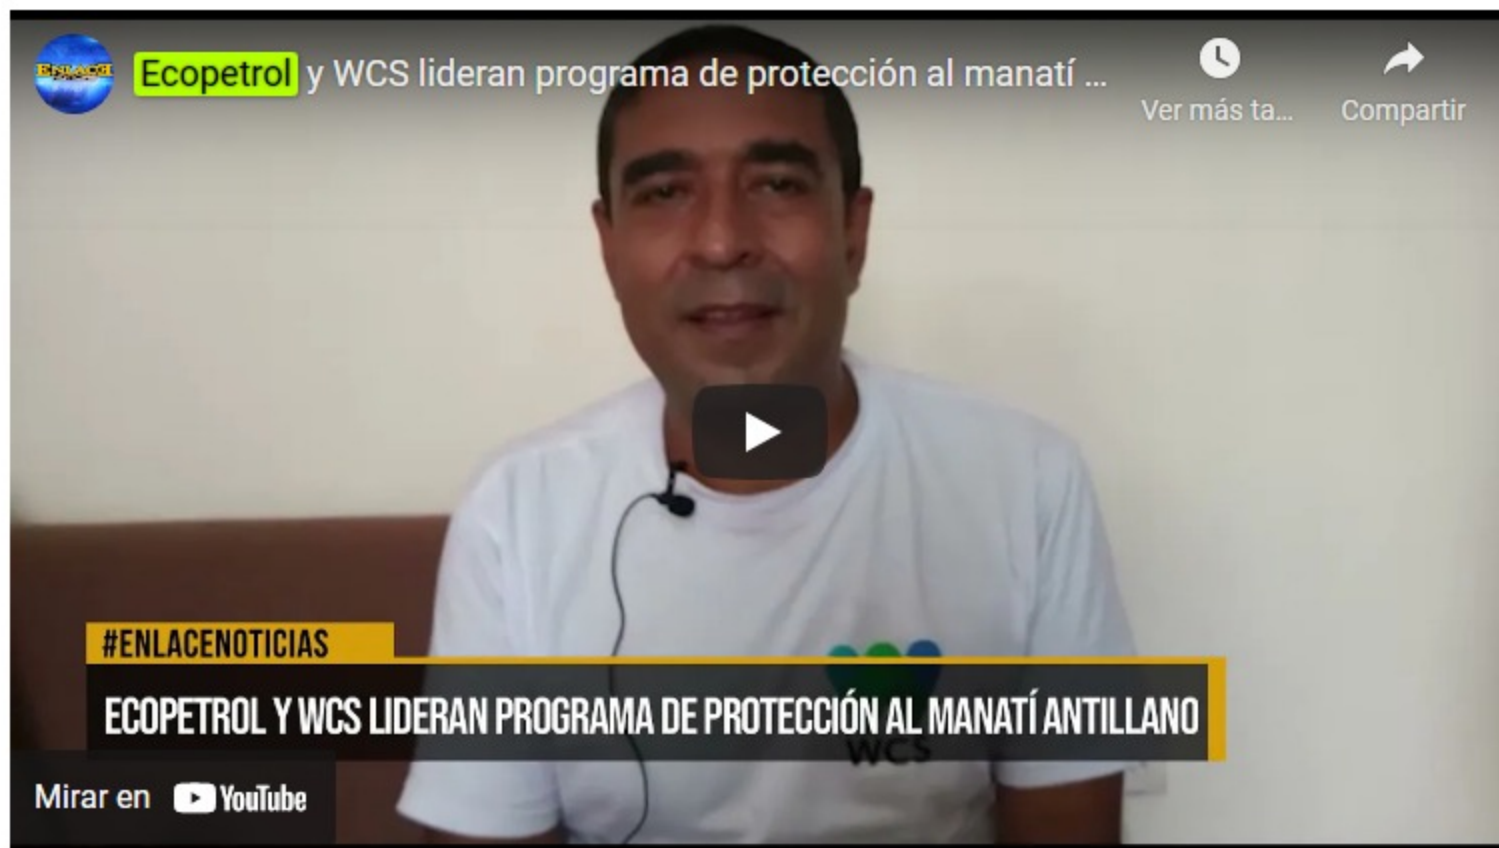 ENLACE
Ecopetrol y WCS lideran programa de protección al manatí ...
Ver más ta...
Compartir
#ENLACENOTICIAS
ECOPETROL Y WCS LIDERAN PROGRAMA DE PROTECCIÓN AL MANATÍ ANTILLANO
WCS
Mirar en YouTube